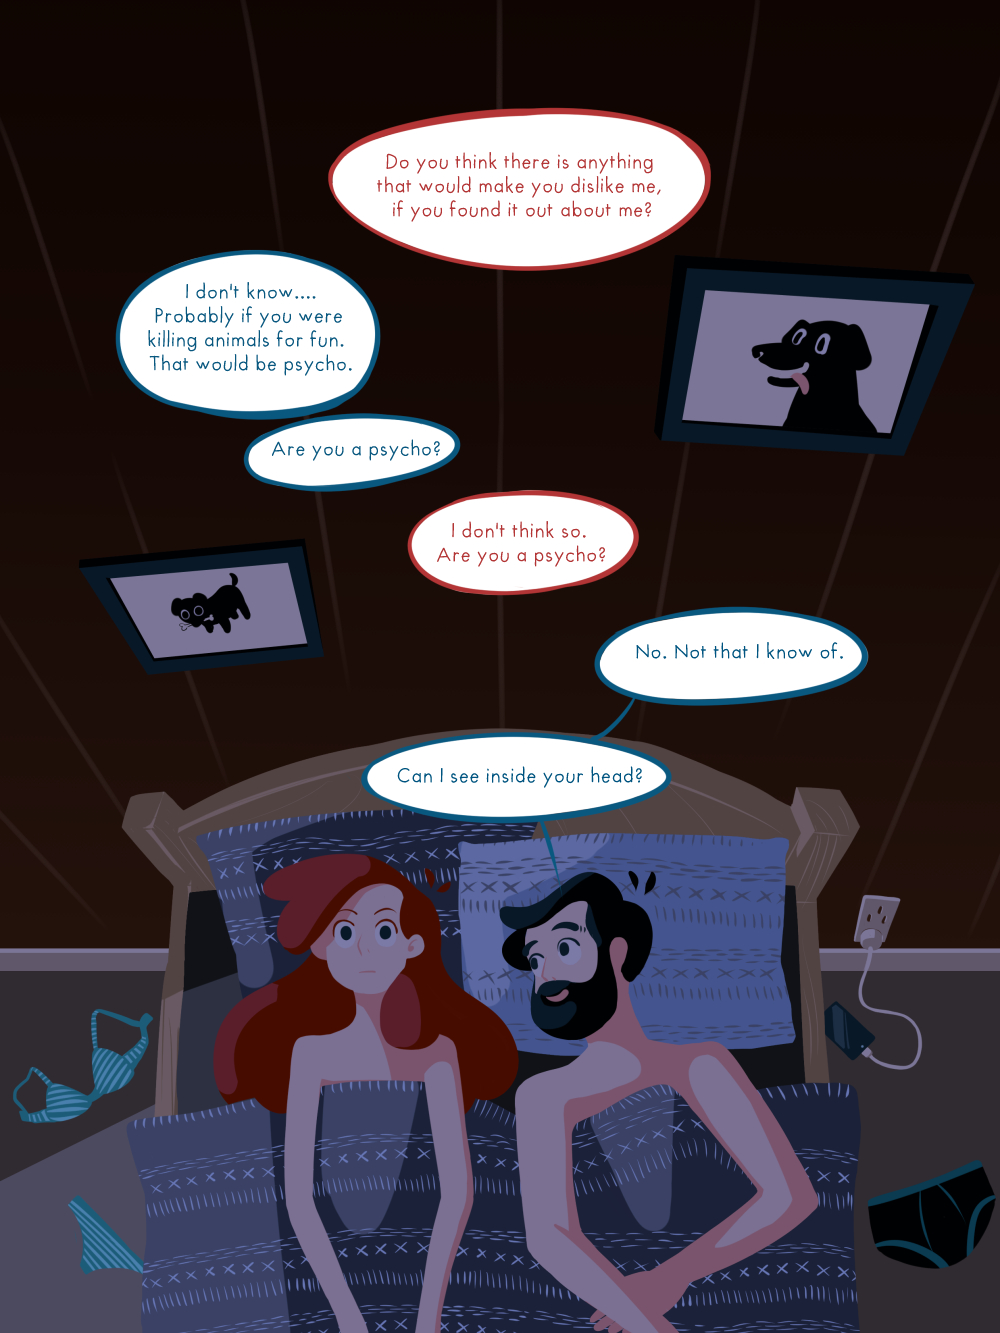 Do you think there is anything
that would make you dislike me,
if you found it out about me?
I don't know....
Probably if you were
killing animals for fun.
That would be psycho.
Are you a psycho?
I don't think so.
Are you a psycho?
No. Not that I know of.
Can I see inside your head?